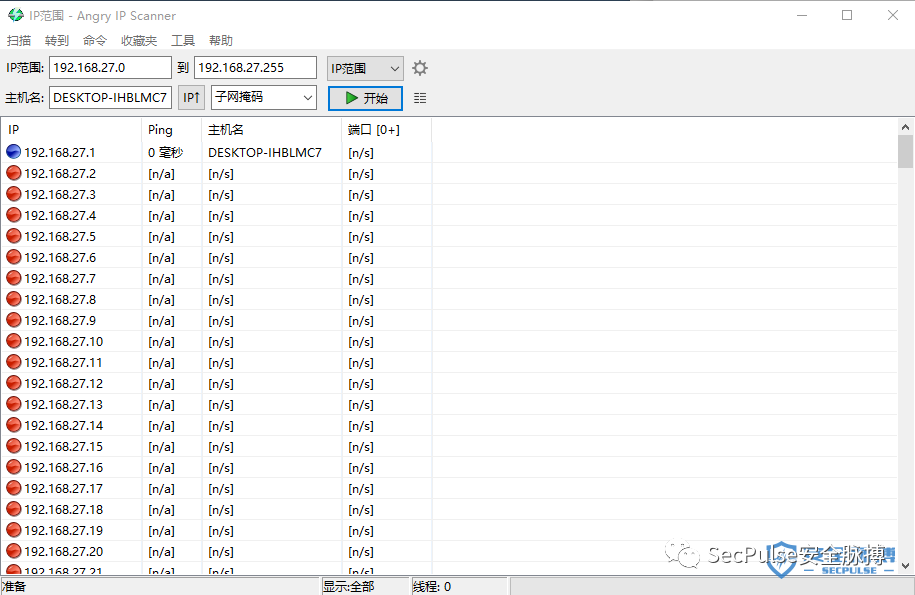 IP范围 - Angry IP Scanner
扫描 转到 命令 收藏夹 工具 帮助
IP范围: 192.168.27.0 到 192.168.27.255 IP范围
主机名: DESKTOP-IHBLMC7 IP↑ 子网掩码 开始
IP Ping 主机名 端口 [0+]
192.168.27.1 0 毫秒 DESKTOP-IHBLMC7 [n/s]
192.168.27.2 [n/a] [n/s] [n/s]
192.168.27.3 [n/a] [n/s] [n/s]
192.168.27.4 [n/a] [n/s] [n/s]
192.168.27.5 [n/a] [n/s] [n/s]
192.168.27.6 [n/a] [n/s] [n/s]
192.168.27.7 [n/a] [n/s] [n/s]
192.168.27.8 [n/a] [n/s] [n/s]
192.168.27.9 [n/a] [n/s] [n/s]
192.168.27.10 [n/a] [n/s] [n/s]
192.168.27.11 [n/a] [n/s] [n/s]
192.168.27.12 [n/a] [n/s] [n/s]
192.168.27.13 [n/a] [n/s] [n/s]
192.168.27.14 [n/a] [n/s] [n/s]
192.168.27.15 [n/a] [n/s] [n/s]
192.168.27.16 [n/a] [n/s] [n/s]
192.168.27.17 [n/a] [n/s] [n/s]
192.168.27.18 [n/a] [n/s] [n/s]
192.168.27.19 [n/a] [n/s] [n/s]
192.168.27.20 [n/a] [n/s] [n/s]
192.168.27.21 [n/a] [n/s] [n/s]
SecPulse安全脉搏
SECPULSE
准备 显示:全部 线程: 0